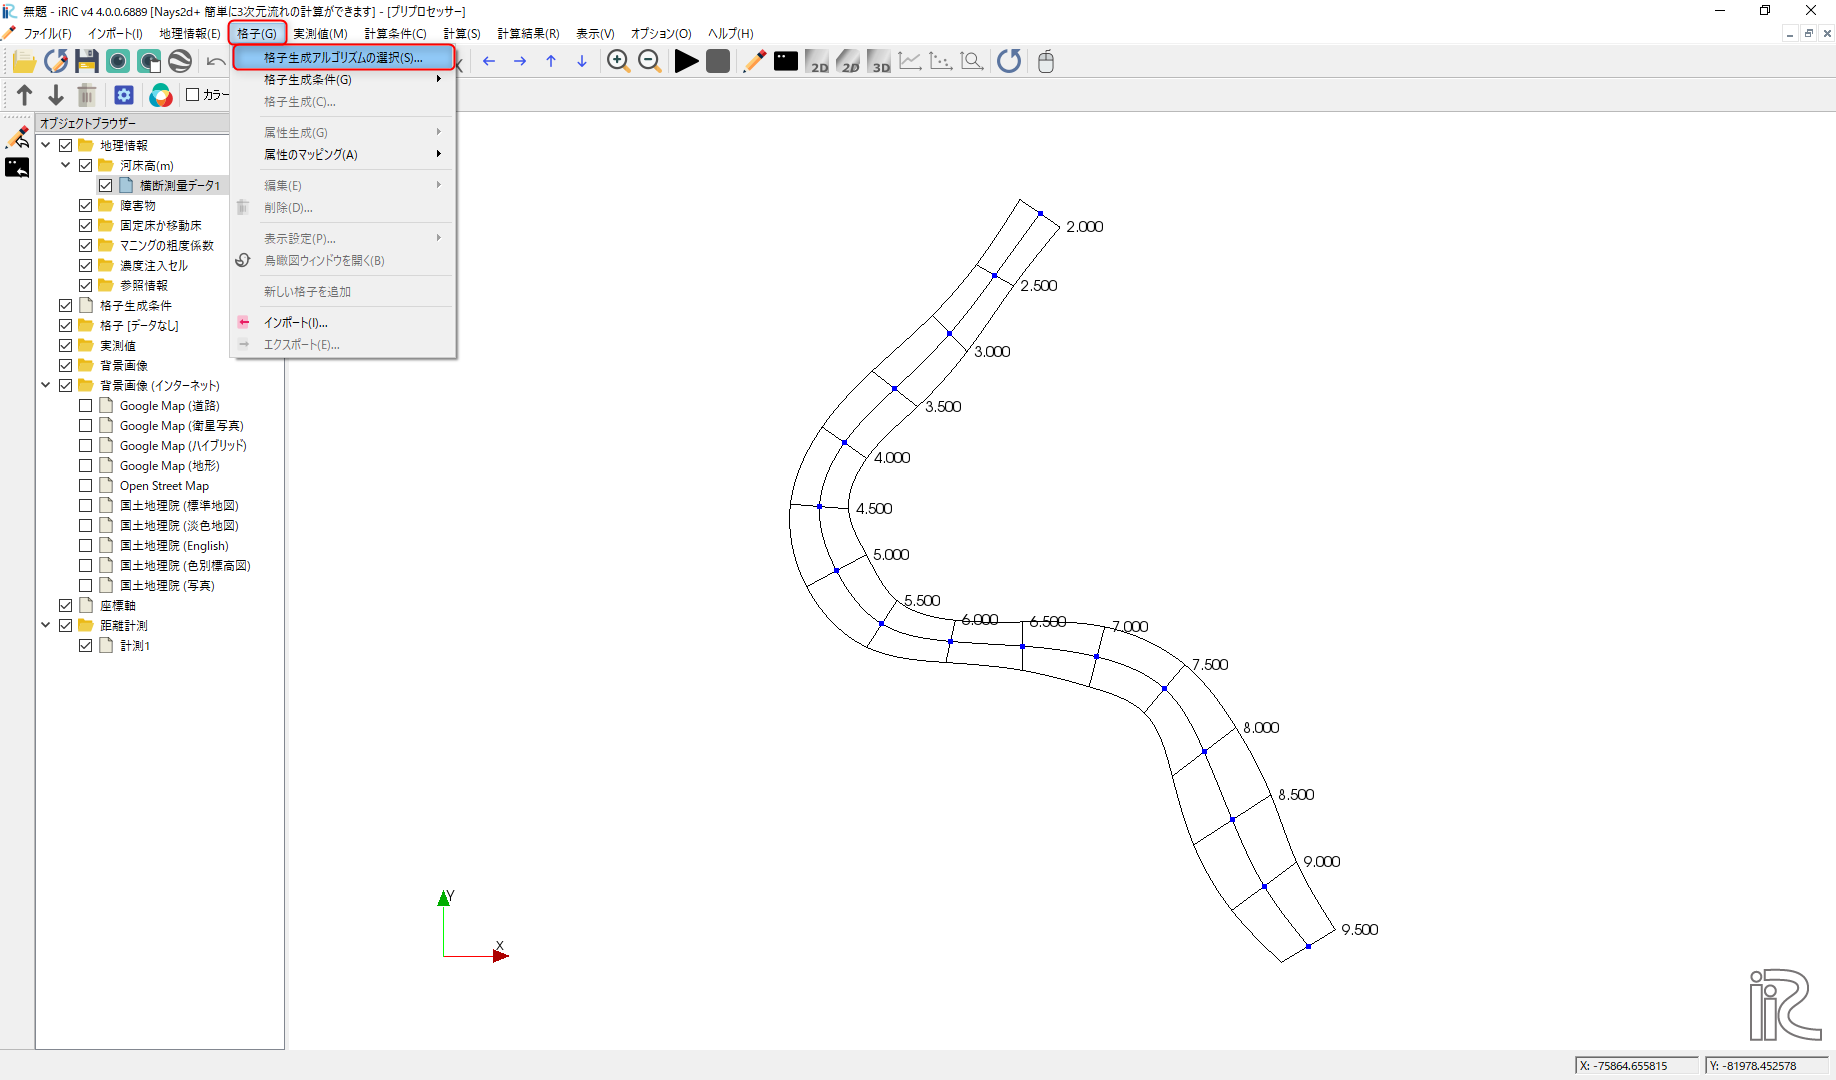 無題 - iRIC v4 4.0.0.6889 [Nays2d+ 簡単に3次元流れの計算ができます] - [プリプロセッサー]
ファイル(F) インポート(I) 地理情報(E) 格子(G) 実測値(M) 計算条件(C) 計算(S) 計算結果(R) 表示(V) オプション(O) ヘルプ(H)
格子生成アルゴリズムの選択(S)...
2D 2D 3D
格子生成条件(G)
カラー
格子生成(C)...
属性生成(G)
属性のマッピング(A)
編集(E)
削除(D)...
表示設定(P)...
鳥瞰図ウィンドウを開く(B)
新しい格子を追加
インポート(I)...
エクスポート(E)...
オブジェクトブラウザー
地理情報
河床高(m)
横断測量データ1
障害物
固定床か移動床
マニングの粗度係数
濃度注入セル
参照情報
格子生成条件
格子 [データなし]
実測値
背景画像
背景画像 (インターネット)
Google Map (道路)
Google Map (衛星写真)
Google Map (ハイブリッド)
Google Map (地形)
Open Street Map
国土地理院 (標準地図)
国土地理院 (淡色地図)
国土地理院 (English)
国土地理院 (色別標高図)
国土地理院 (写真)
座標軸
距離計測
計測1
2.000
2.500
3.000
3.500
4.000
4.500
5.000
5.500
6.000
6.500
7.000
7.500
8.000
8.500
9.000
9.500
Y
X
iRIC
X: -75864.655815
Y: -81978.452578